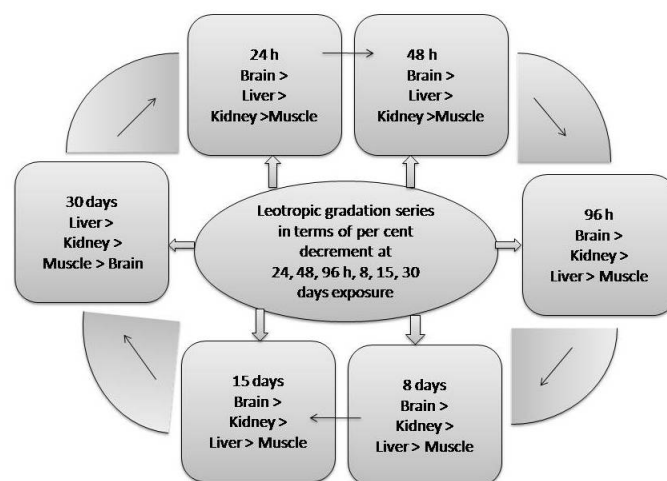 24 h
Brain >
Liver >
Kidney >Muscle
48 h
Brain >
Liver >
Kidney >Muscle
30 days
Liver >
Kidney >
Muscle > Brain
Leotropic gradation series
in terms of per cent
decrement at
24, 48, 96 h, 8, 15, 30
days exposure
96 h
Brain >
Kidney >
Liver > Muscle
15 days
Brain >
Kidney >
Liver > Muscle
8 days
Brain >
Kidney >
Liver > Muscle